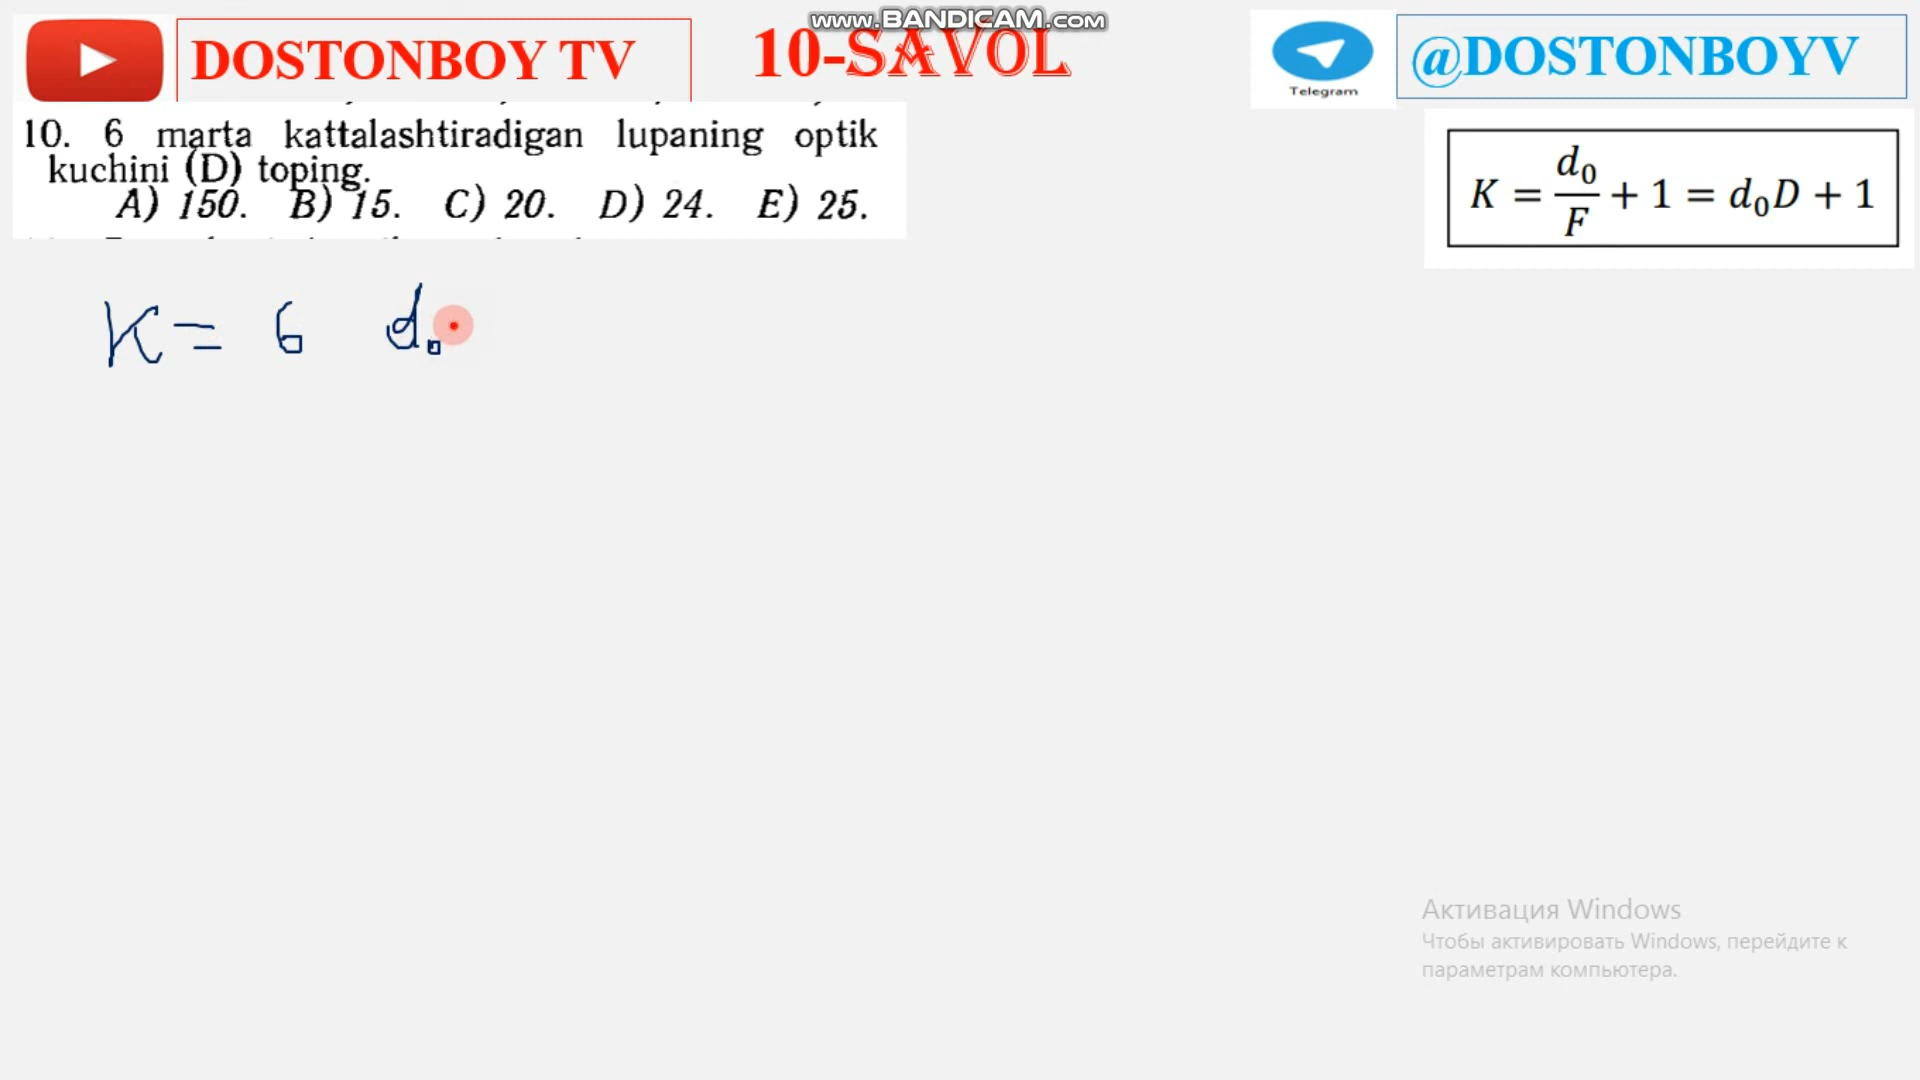 www.BANDICAM.com
DOSTONBOY TV
10-SAVOL
Telegram
@DOSTONBOYV
10. 6 marta kattalashtiradigan lupaning optik
kuchini (D) toping.
A) 150. B) 15. C) 20. D) 24. E) 25.
K = d₀/F + 1 = d₀D + 1
K = 6 d₀
Активация Windows
Чтобы активировать Windows, перейдите к
параметрам компьютера.